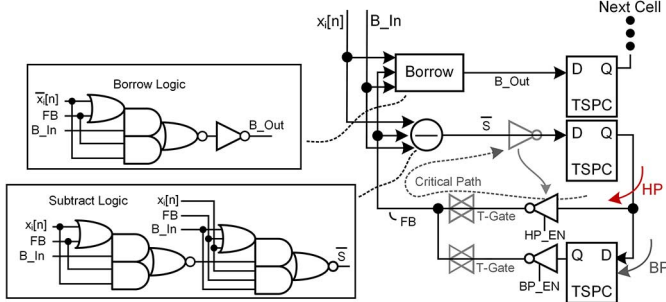 Next Cell
xᵢ[n]
B_In
Borrow Logic
x̅ᵢ[n]
FB
B_In
B_Out
Borrow
B_Out
D Q
TSPC
S̅
D Q
TSPC
Critical Path
HP
T-Gate
FB
HP_EN
Subtract Logic
xᵢ[n]
FB
B_In
xᵢ[n]
FB
B_In
S̅
T-Gate
BP_EN
Q D
TSPC
BP